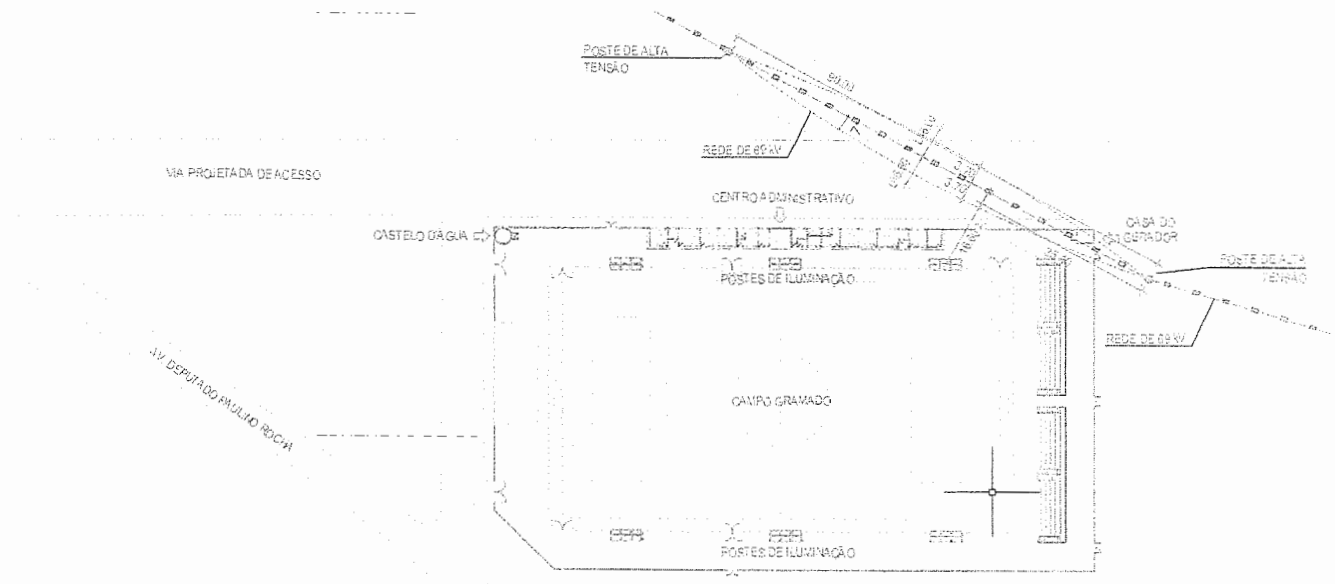 POSTE DE ALTA
TENSÃO
REDE DE 69 kV
VIA PROJETADA DE ACESSO
CENTRO ADMINISTRATIVO
CASTELO D'ÁGUA
CASA DO
GERADOR
POSTE DE ALTA
TENSÃO
POSTES DE ILUMINAÇÃO
REDE DE 69 kV
AV. DEPUTADO PAULINO ROCHA
CAMPO GRAMADO
POSTES DE ILUMINAÇÃO